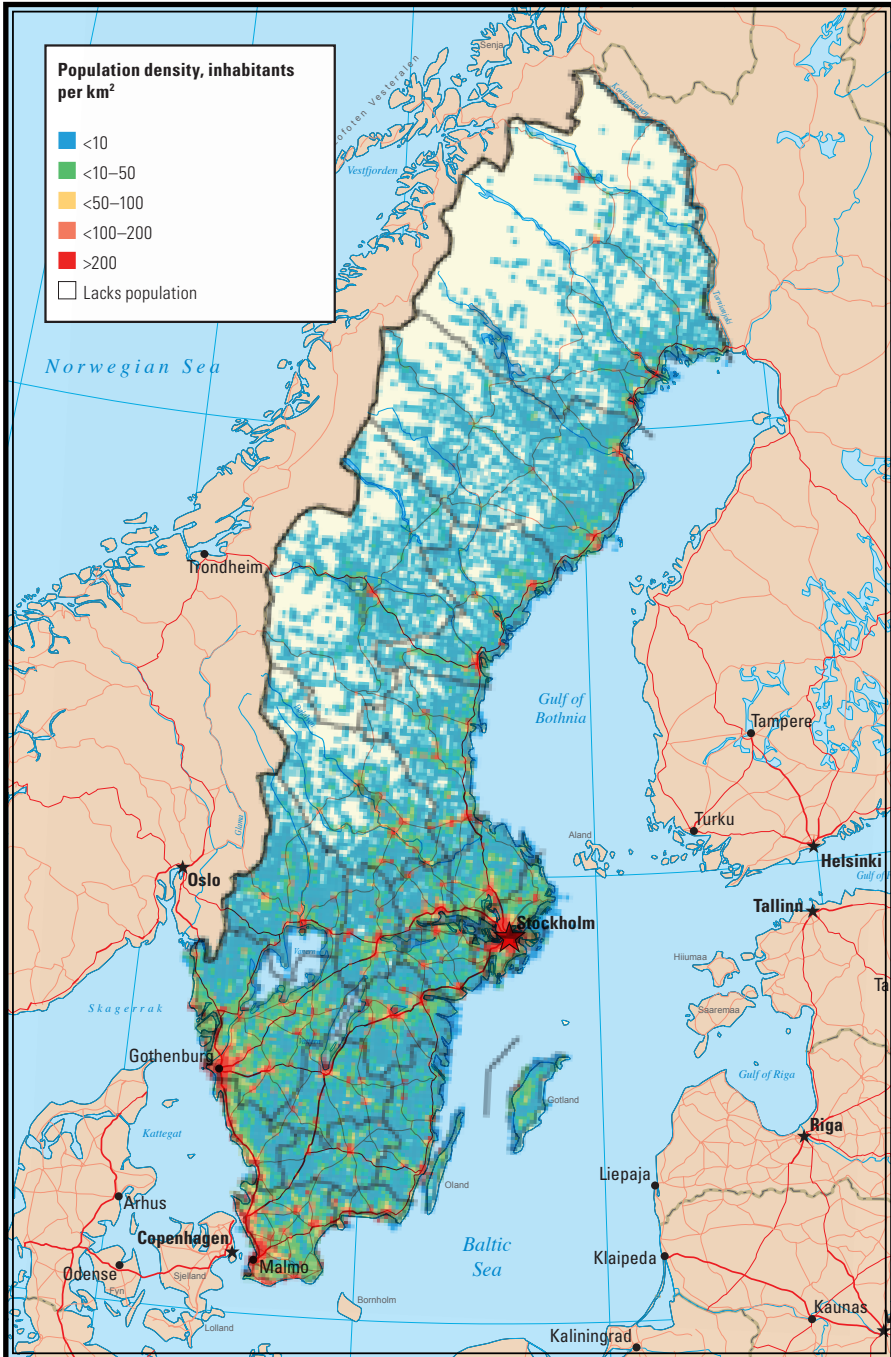 Population density, inhabitants
per km²
<10
<10–50
<50–100
<100–200
>200
Lacks population
Senja
Vestfjorden
Norwegian Sea
Trondheim
Gulf of
Bothnia
Tampere
Turku
Aland
Helsinki
Oslo
Glama
Tallinn
Stockholm
Hiiumaa
Saaremaa
Skagerrak
Gothenburg
Gulf of Riga
Gotland
Kattegat
Riga
Liepaja
Oland
Arhus
Copenhagen
Baltic
Sea
Klaipeda
Malmo
Odense
Sjelland
Fyn
Bornholm
Lolland
Kaunas
Kaliningrad